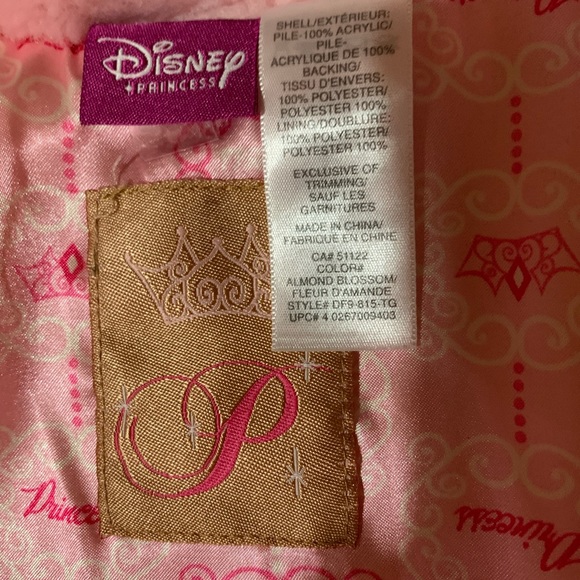 Disney
PRINCESS
SHELL/EXTÉRIEUR:
PILE-100% ACRYLIC/
PILE-
ACRYLIQUE DE 100%
BACKING/
TISSU D'ENVERS:
100% POLYESTER/
POLYESTER 100%
LINING/DOUBLURE:
100% POLYESTER/
POLYESTER 100%
EXCLUSIVE OF
TRIMMING/
SAUF LES
GARNITURES
MADE IN CHINA/
FABRIQUÉ EN CHINE
CA# 51122
COLOR#
ALMOND BLOSSOM/
FLEUR D'AMANDE
STYLE# DF9-815-TG
UPC# 4 0267009403
P
Princess